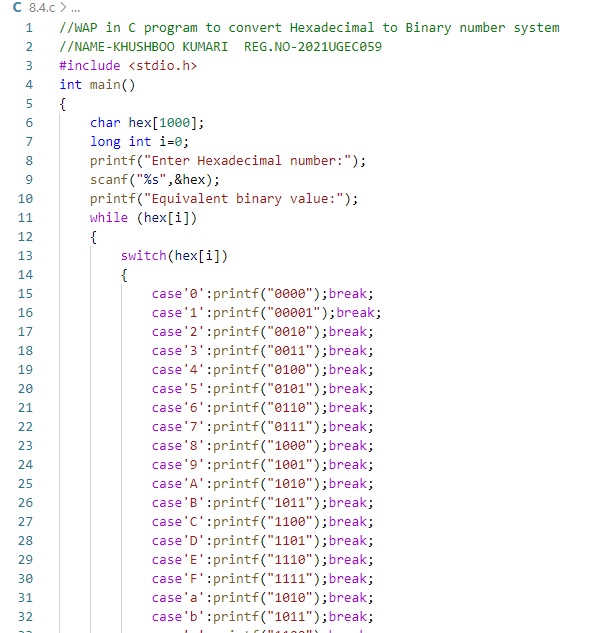 C 8.4.c > ...
1 //WAP in C program to convert Hexadecimal to Binary number system
2 //NAME-KHUSHBOO KUMARI  REG.NO-2021UGEC059
3 #include <stdio.h>
4 int main()
5 {
6     char hex[1000];
7     long int i=0;
8     printf("Enter Hexadecimal number:");
9     scanf("%s",&hex);
10     printf("Equivalent binary value:");
11     while (hex[i])
12     {
13         switch(hex[i])
14         {
15             case'0':printf("0000");break;
16             case'1':printf("00001");break;
17             case'2':printf("0010");break;
18             case'3':printf("0011");break;
19             case'4':printf("0100");break;
20             case'5':printf("0101");break;
21             case'6':printf("0110");break;
22             case'7':printf("0111");break;
23             case'8':printf("1000");break;
24             case'9':printf("1001");break;
25             case'A':printf("1010");break;
26             case'B':printf("1011");break;
27             case'C':printf("1100");break;
28             case'D':printf("1101");break;
29             case'E':printf("1110");break;
30             case'F':printf("1111");break;
31             case'a':printf("1010");break;
32             case'b':printf("1011");break;